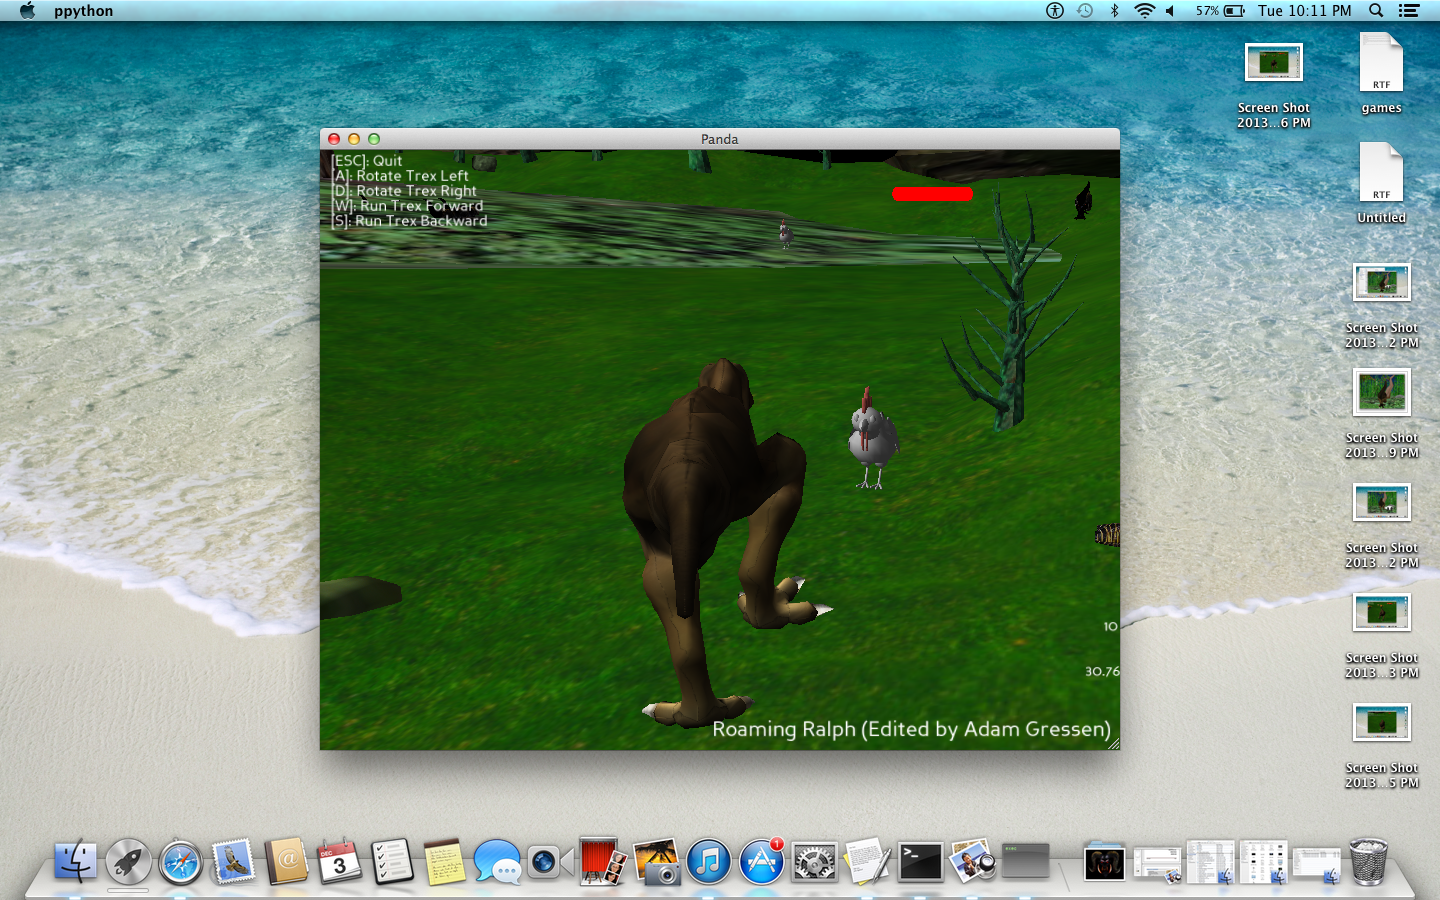 ppython
57%
Tue 10:11 PM
Screen Shot
2013...6 PM
RTF
games
RTF
Untitled
Screen Shot
2013...2 PM
Screen Shot
2013...9 PM
Screen Shot
2013...2 PM
Screen Shot
2013...3 PM
Screen Shot
2013...5 PM
Panda
[ESC]: Quit
[A]: Rotate Trex Left
[D]: Rotate Trex Right
[W]: Run Trex Forward
[S]: Run Trex Backward
10
30.76
Roaming Ralph (Edited by Adam Gressen)
DEC
3
1